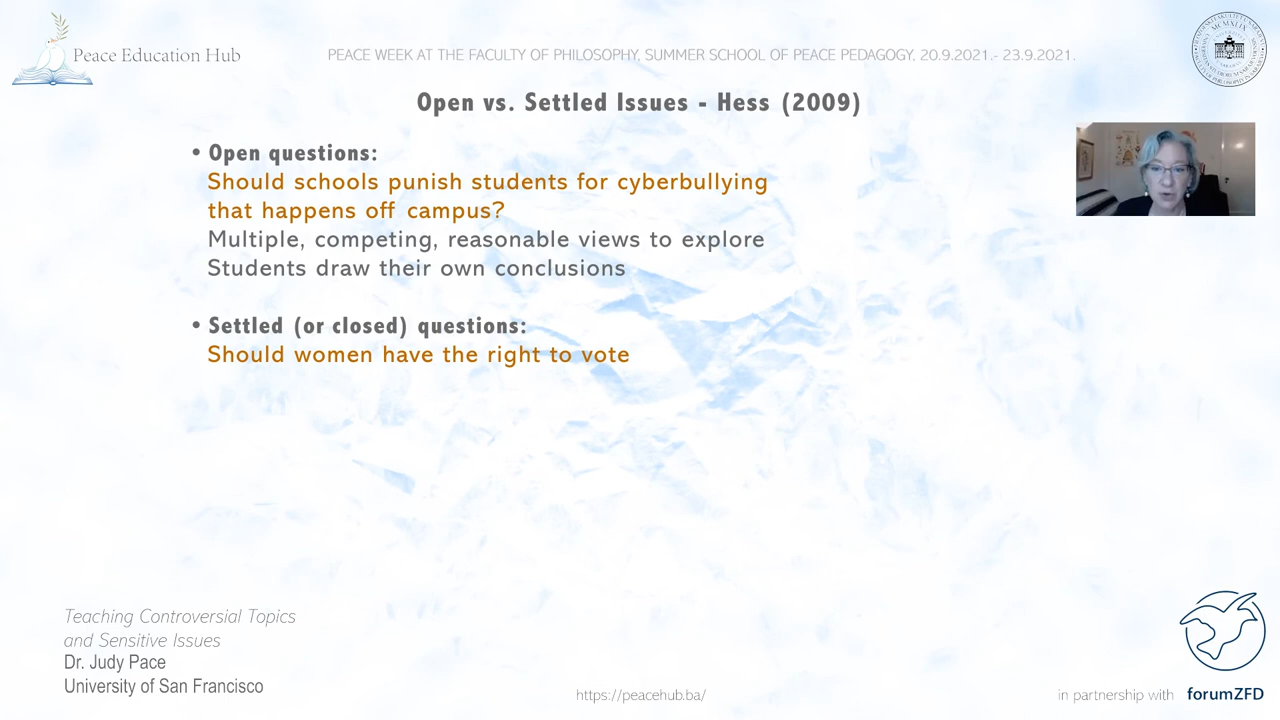 Peace Education Hub
PEACE WEEK AT THE FACULTY OF PHILOSOPHY, SUMMER SCHOOL OF PEACE PEDAGOGY, 20.9.2021.- 23.9.2021.
Open vs. Settled Issues - Hess (2009)
• Open questions:
Should schools punish students for cyberbullying
that happens off campus?
Multiple, competing, reasonable views to explore
Students draw their own conclusions
• Settled (or closed) questions:
Should women have the right to vote
Teaching Controversial Topics
and Sensitive Issues
Dr. Judy Pace
University of San Francisco
https://peacehub.ba/
in partnership with forumZFD